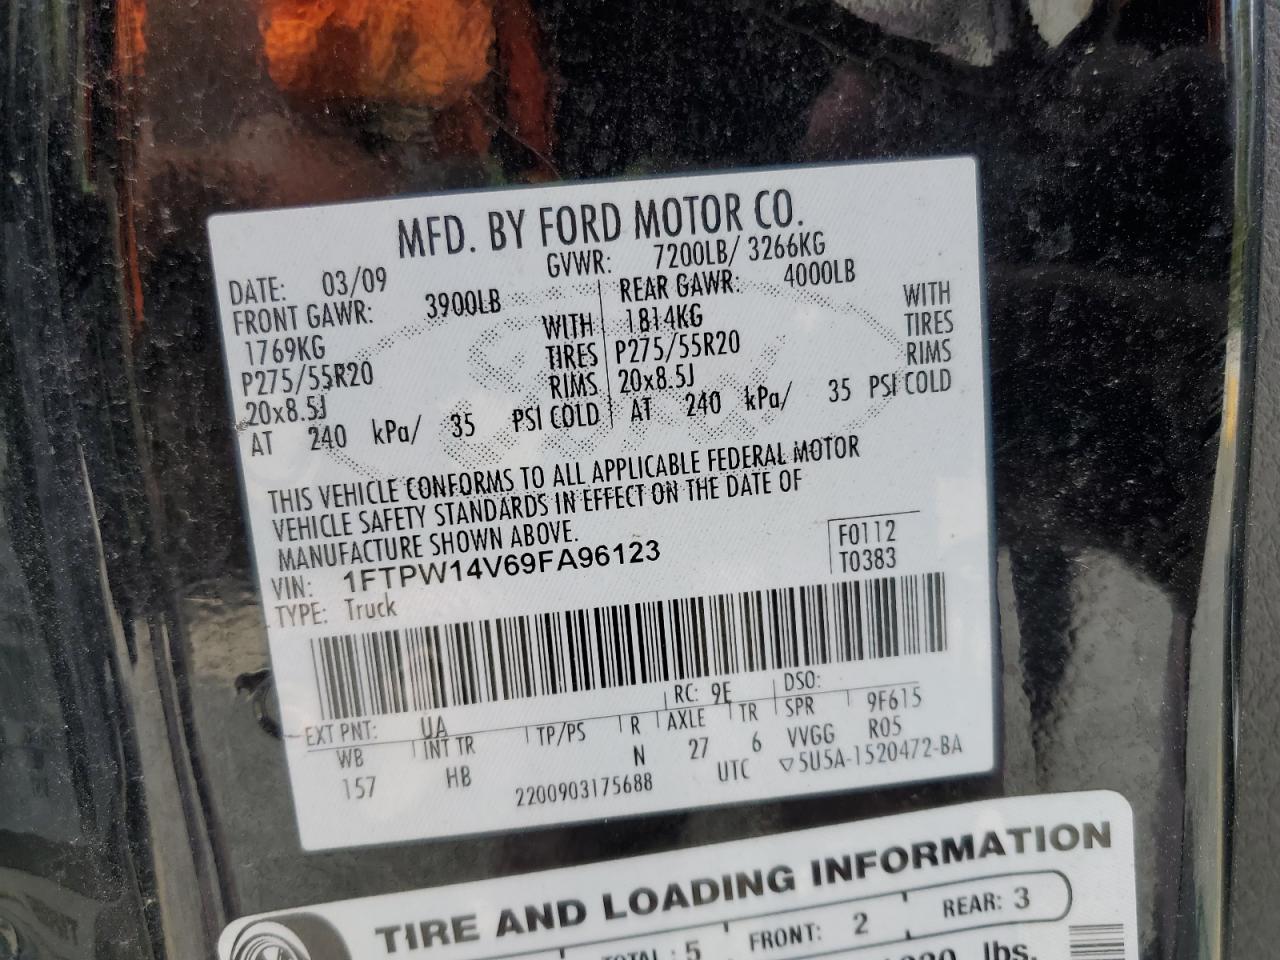 MFD. BY FORD MOTOR CO.
DATE: 03/09 GVWR: 7200LB/ 3266KG
FRONT GAWR: 3900LB REAR GAWR: 4000LB
1769KG WITH 1814KG WITH
P275/55R20 TIRES P275/55R20 TIRES
20x8.5J RIMS 20x8.5J RIMS
AT 240 kPa/ 35 PSI COLD AT 240 kPa/ 35 PSI COLD
THIS VEHICLE CONFORMS TO ALL APPLICABLE FEDERAL MOTOR
VEHICLE SAFETY STANDARDS IN EFFECT ON THE DATE OF
MANUFACTURE SHOWN ABOVE.
VIN: 1FTPW14V69FA96123 F0112
TYPE: Truck T0383
EXT PNT: UA RC: 9E DSO:
WB INT TR TP/PS R AXLE TR SPR 9F615
157 HB N 27 6 VVGG R05
2200903175688 UTC ▽5U5A-1520472-BA
TIRE AND LOADING INFORMATION
TOTAL : 5 FRONT: 2 REAR: 3
lbs.